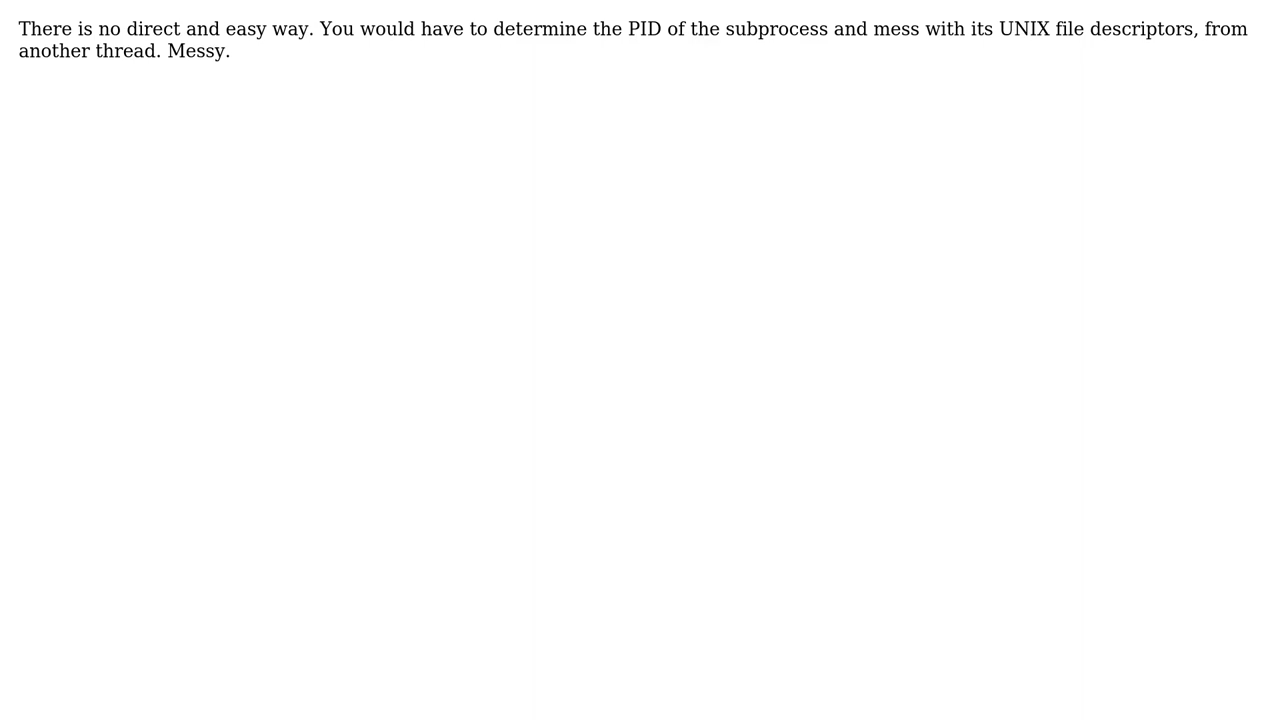 There is no direct and easy way. You would have to determine the PID of the subprocess and mess with its UNIX file descriptors, from
another thread. Messy.